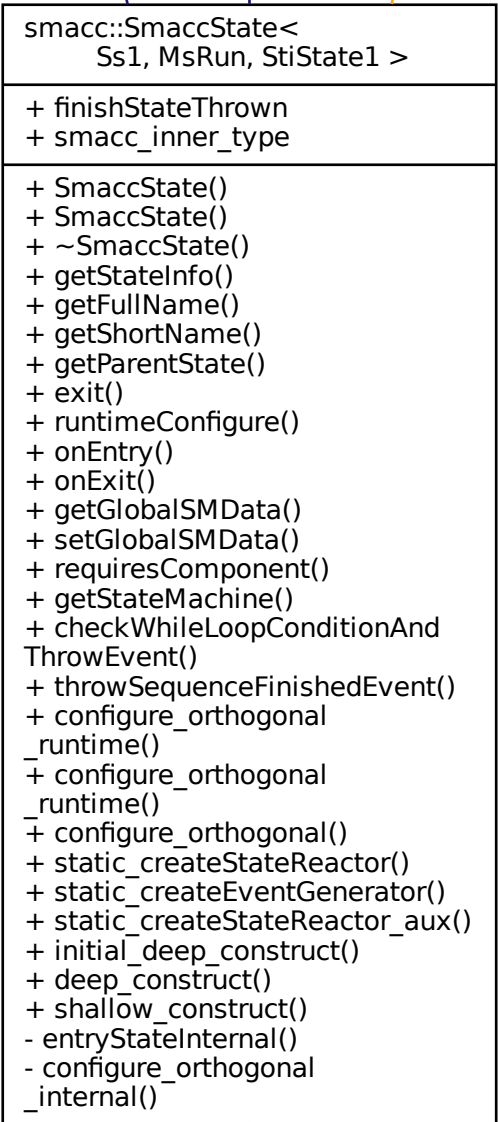 smacc::SmaccState<
Ss1, MsRun, StiState1 >
+ finishStateThrown
+ smacc_inner_type
+ SmaccState()
+ SmaccState()
+ ~SmaccState()
+ getStateInfo()
+ getFullName()
+ getShortName()
+ getParentState()
+ exit()
+ runtimeConfigure()
+ onEntry()
+ onExit()
+ getGlobalSMData()
+ setGlobalSMData()
+ requiresComponent()
+ getStateMachine()
+ checkWhileLoopConditionAnd
ThrowEvent()
+ throwSequenceFinishedEvent()
+ configure_orthogonal
_runtime()
+ configure_orthogonal
_runtime()
+ configure_orthogonal()
+ static_createStateReactor()
+ static_createEventGenerator()
+ static_createStateReactor_aux()
+ initial_deep_construct()
+ deep_construct()
+ shallow_construct()
- entryStateInternal()
- configure_orthogonal
_internal()